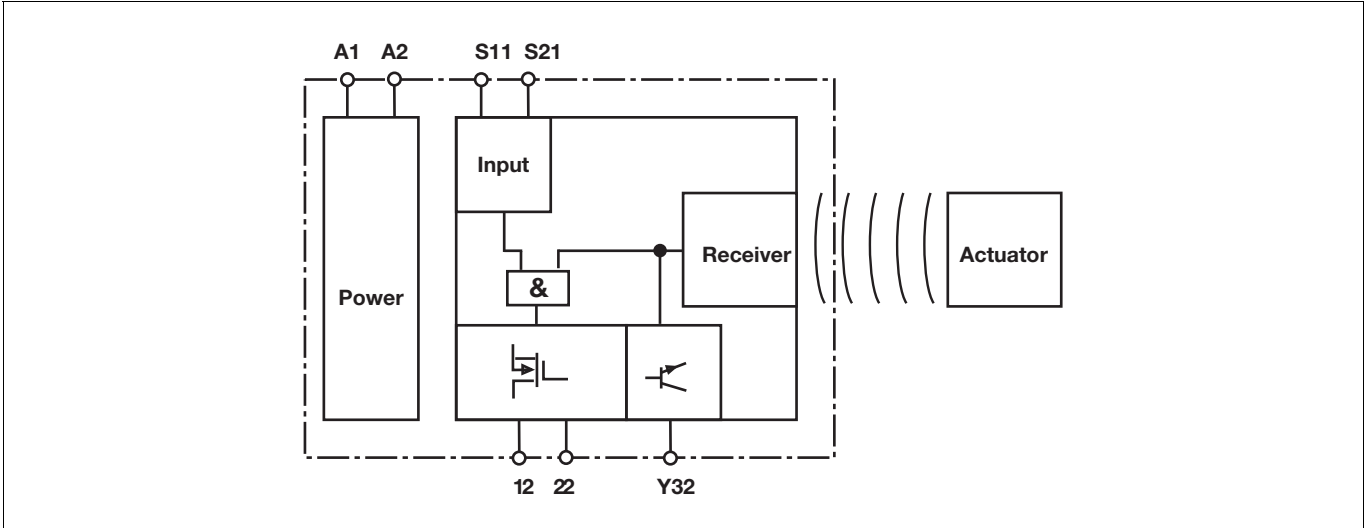 A1 A2 S11 S21
Input
Receiver
Actuator
&
Power
12 22 Y32